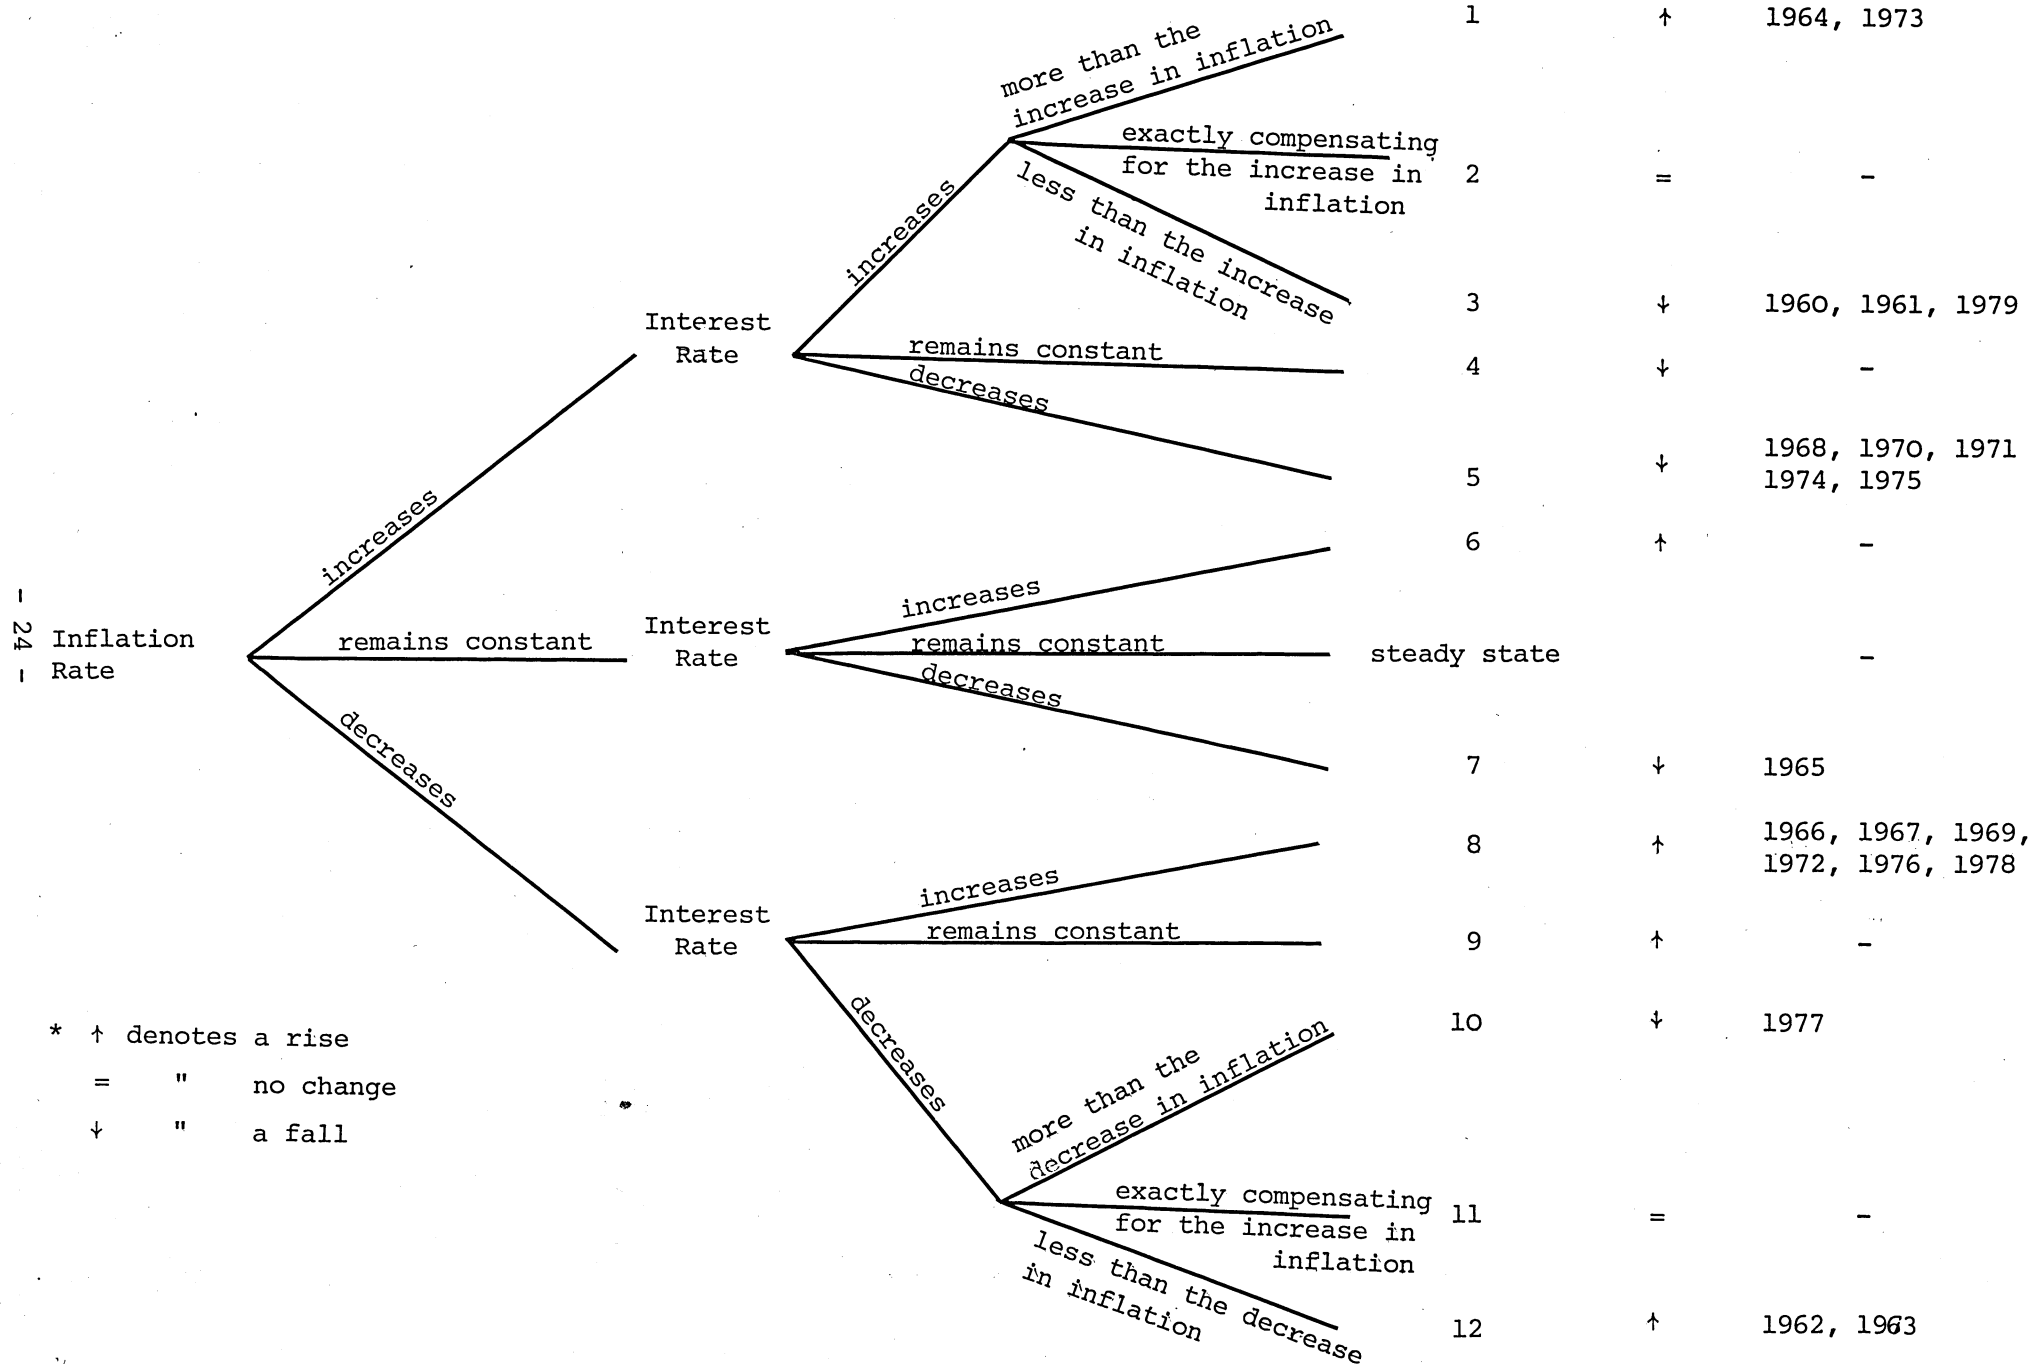 more than the
increase in inflation
1 ↑ 1964, 1973
exactly compensating
for the increase in
inflation
2 = -
less than the increase
in inflation
3 ↓ 1960, 1961, 1979
increases
Interest
Rate
remains constant
4 ↓ -
decreases
5 ↓ 1968, 1970, 1971
1974, 1975
increases
6 ↑ -
increases
- 24 -
Inflation
Rate
remains constant
Interest
Rate
remains constant
steady state -
decreases
7 ↓ 1965
decreases
8 ↑ 1966, 1967, 1969,
1972, 1976, 1978
increases
Interest
Rate
remains constant
9 ↑ -
decreases
10 ↓ 1977
more than the
decrease in inflation
exactly compensating
for the increase in
inflation
11 = -
less than the decrease
in inflation
12 ↑ 1962, 1963
* ↑ denotes a rise
= " no change
↓ " a fall